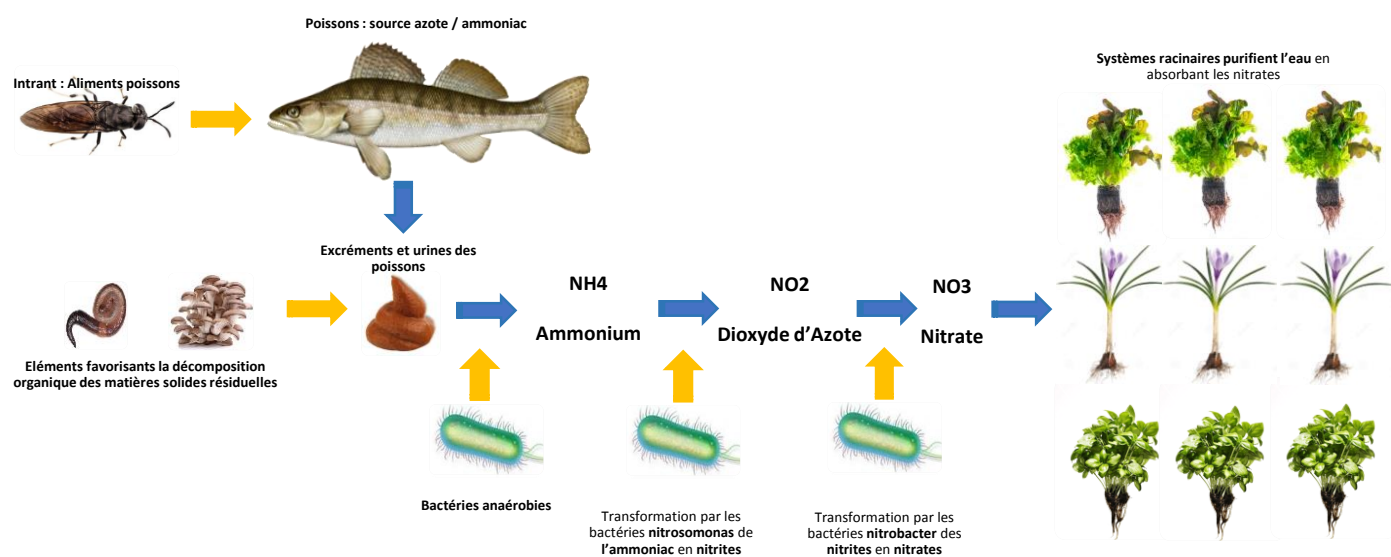 Poissons : source azote / ammoniac
Intrant : Aliments poissons
Systèmes racinaires purifient l'eau en
absorbant les nitrates
Excréments et urines des
poissons
NH4
Ammonium
NO2
Dioxyde d'Azote
NO3
Nitrate
Eléments favorisants la décomposition
organique des matières solides résiduelles
Bactéries anaérobies
Transformation par les
bactéries nitrosomonas de
l'ammoniac en nitrites
Transformation par les
bactéries nitrobacter des
nitrites en nitrates